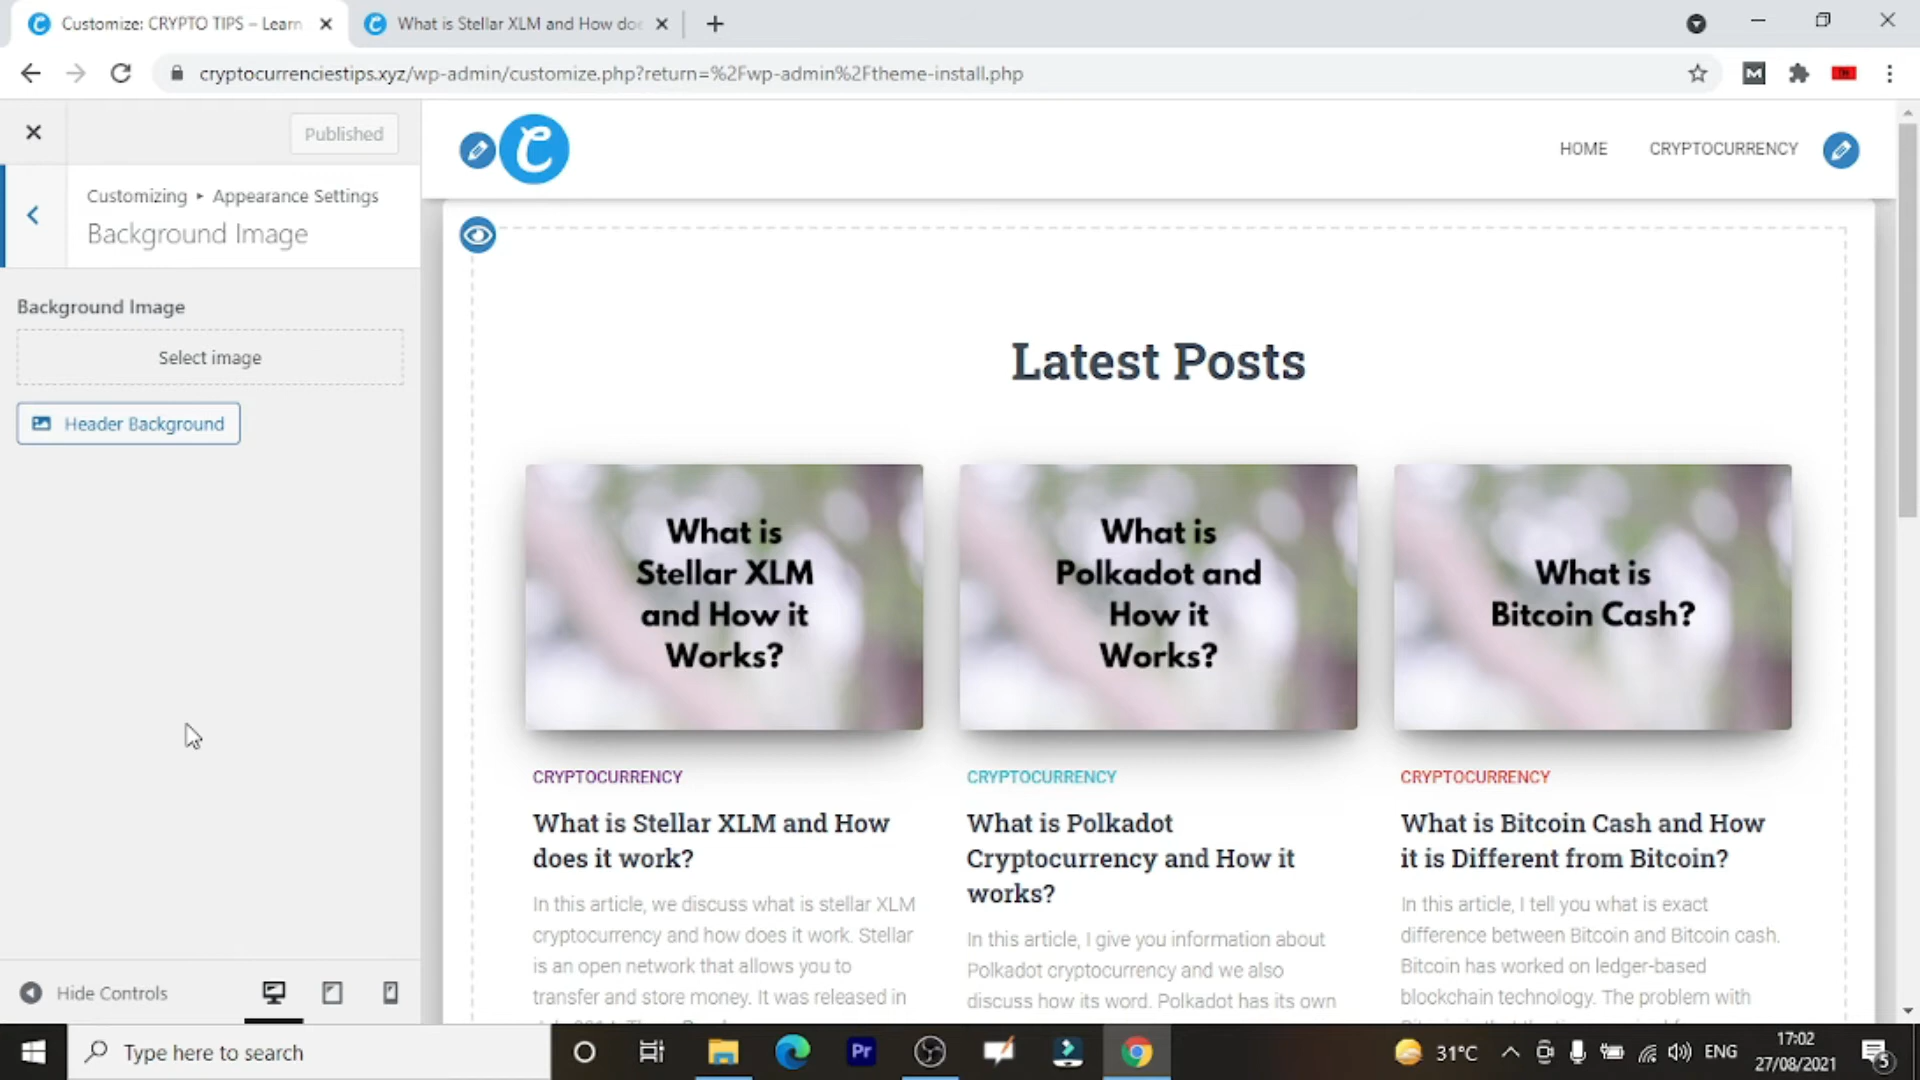 Customize: CRYPTO TIPS – Learn
What is Stellar XLM and How doe
cryptocurrenciestips.xyz/wp-admin/customize.php?return=%2Fwp-admin%2Ftheme-install.php
Published
Customizing ▸ Appearance Settings
Background Image
Background Image
Select image
Header Background
Hide Controls
C
HOME
CRYPTOCURRENCY
Latest Posts
What is
Stellar XLM
and How it
Works?
What is
Polkadot and
How it
Works?
What is
Bitcoin Cash?
CRYPTOCURRENCY
What is Stellar XLM and How
does it work?
In this article, we discuss what is stellar XLM
cryptocurrency and how does it work. Stellar
is an open network that allows you to
transfer and store money. It was released in
CRYPTOCURRENCY
What is Polkadot
Cryptocurrency and How it
works?
In this article, I give you information about
Polkadot cryptocurrency and we also
discuss how its word. Polkadot has its own
CRYPTOCURRENCY
What is Bitcoin Cash and How
it is Different from Bitcoin?
In this article, I tell you what is exact
difference between Bitcoin and Bitcoin cash.
Bitcoin has worked on ledger-based
blockchain technology. The problem with
Type here to search
Pr
31°C
ENG
17:02
27/08/2021
5